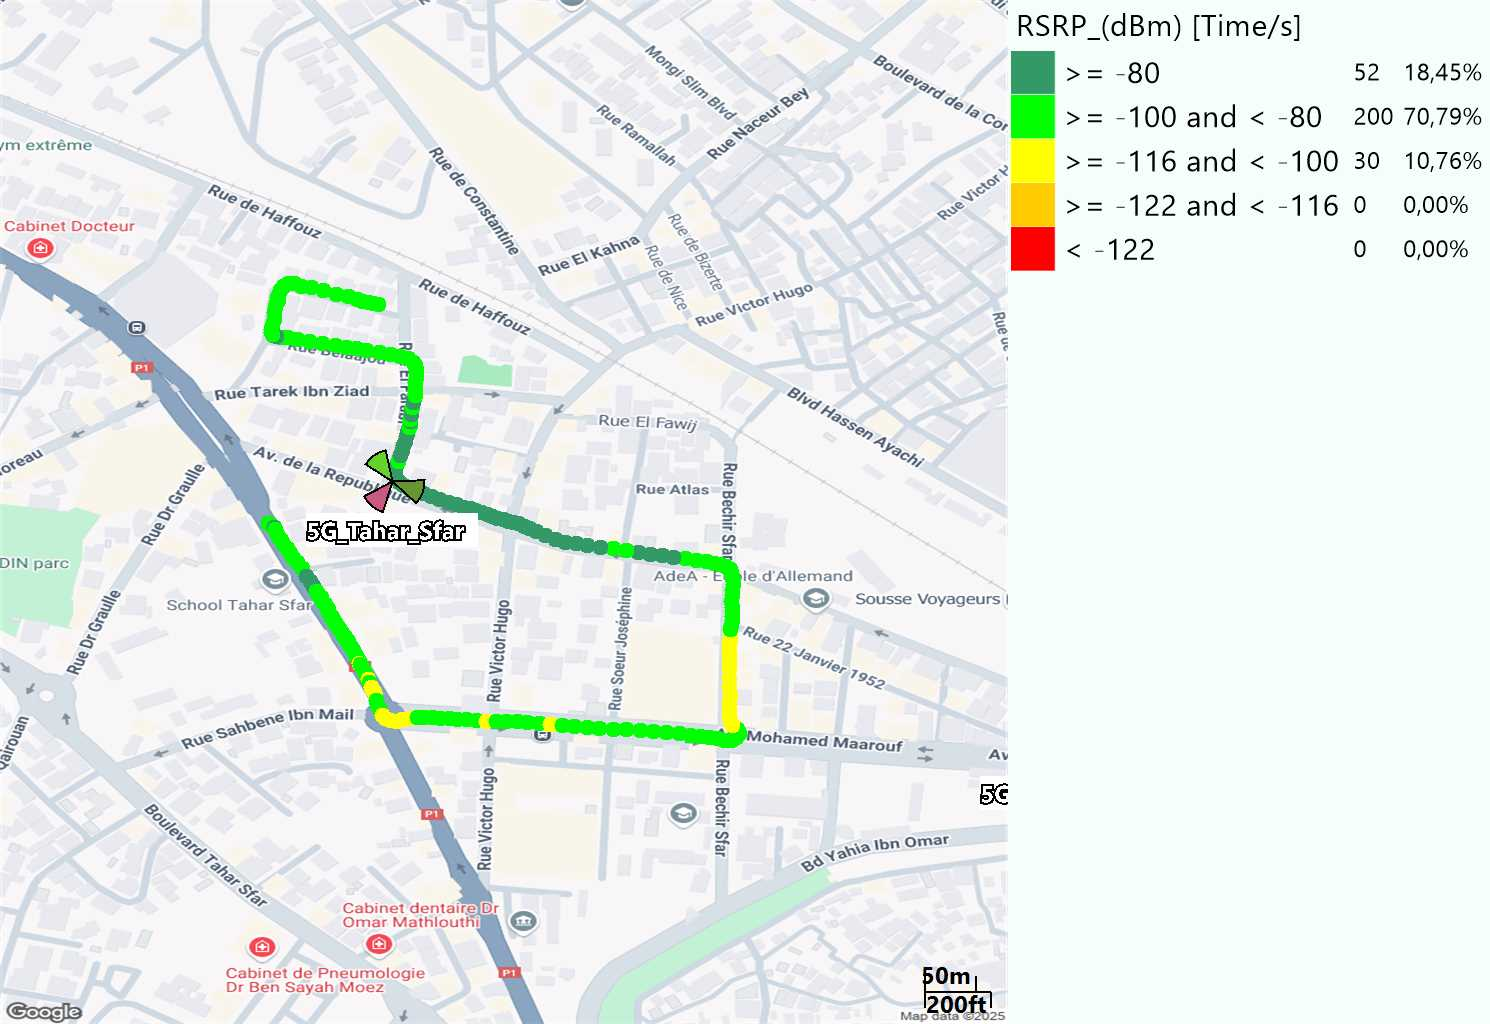 RSRP_(dBm) [Time/s]
>= -80 52 18,45%
>= -100 and < -80 200 70,79%
>= -116 and < -100 30 10,76%
>= -122 and < -116 0 0,00%
< -122 0 0,00%
Mongi Slim Blvd
Boulevard de la Cor
Rue Naceur Bey
Rue Ramallah
ym extrême
Rue de Constantine
Rue Victor H
Rue de Haffouz
Cabinet Docteur
Rue de Bizerte
Rue El Kahna
Rue de Nice
Rue de Haffouz
Rue Victor Hugo
Rue de
P1
Rue Tarek Ibn Ziad
Blvd Hassen Ayachi
Rue El Fawij
Av. de la Republique
oreau
Rue Dr Graulle
Rue Atlas
Rue Bechir Sfar
5G_Tahar_Sfar
DIN parc
AdeA - École d'Allemand
School Tahar Sfar
Sousse Voyageurs
Rue Dr Graulle
Rue Victor Hugo
Rue Soeur Joséphine
Rue 22 Janvier 1952
Rue Sahbene Ibn Mail
Mohamed Maarouf
Av
Qairouan
5G
P1
Rue Victor Hugo
Rue Bechir Sfar
Boulevard Tahar Sfar
Bd Yahia Ibn Omar
Cabinet dentaire Dr
Omar Mathlouthi
Cabinet de Pneumologie
Dr Ben Sayah Moez
P1
50m
200ft
Google
Map data ©2025